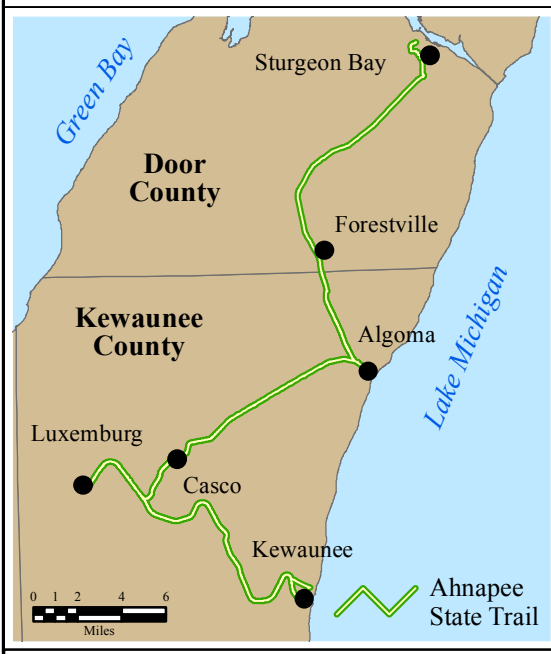 Sturgeon Bay
Green Bay
Door
County
Forestville
Kewaunee
County
Algoma
Lake Michigan
Luxemburg
Casco
Kewaunee
0 1 2 4 6
Miles
Ahnapee
State Trail